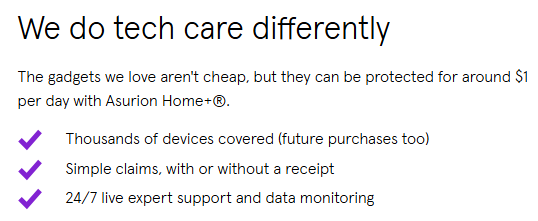 We do tech care differently
The gadgets we love aren't cheap, but they can be protected for around $1
per day with Asurion Home+®.
Thousands of devices covered (future purchases too)
Simple claims, with or without a receipt
24/7 live expert support and data monitoring